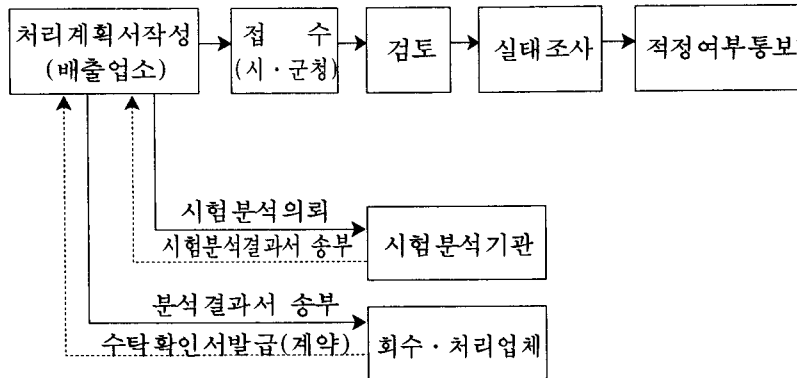 처리계획서작성
(배출업소)
접 수
(시·군청)
검토
실태조사
적정여부통보
시험분석의뢰
시험분석결과서 송부
시험분석기관
분석결과서 송부
수탁확인서발급(계약)
회수·처리업체